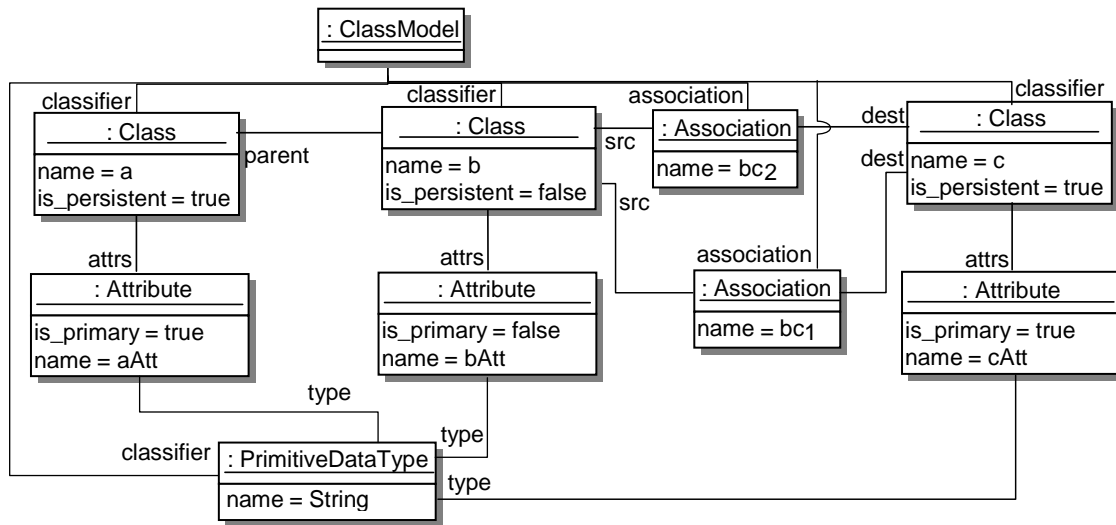 : ClassModel
classifier
classifier
association
classifier
: Class
name = a
is_persistent = true
parent
: Class
name = b
is_persistent = false
src
src
: Association
name = bc2
dest
dest
: Class
name = c
is_persistent = true
attrs
attrs
association
attrs
: Attribute
is_primary = true
name = aAtt
: Attribute
is_primary = false
name = bAtt
: Association
name = bc1
: Attribute
is_primary = true
name = cAtt
type
type
classifier
type
: PrimitiveDataType
name = String